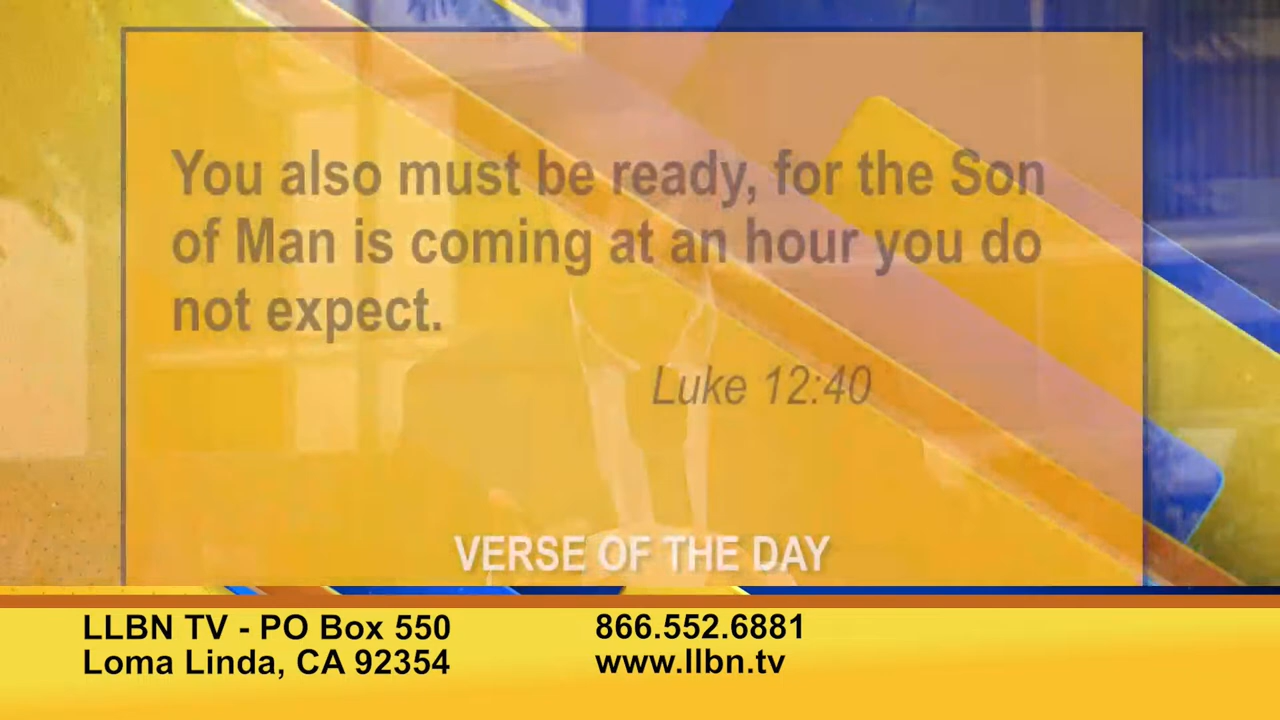 You also must be ready, for the Son
of Man is coming at an hour you do
not expect.
Luke 12:40
VERSE OF THE DAY
LLBN TV - PO Box 550
Loma Linda, CA 92354
866.552.6881
www.llbn.tv